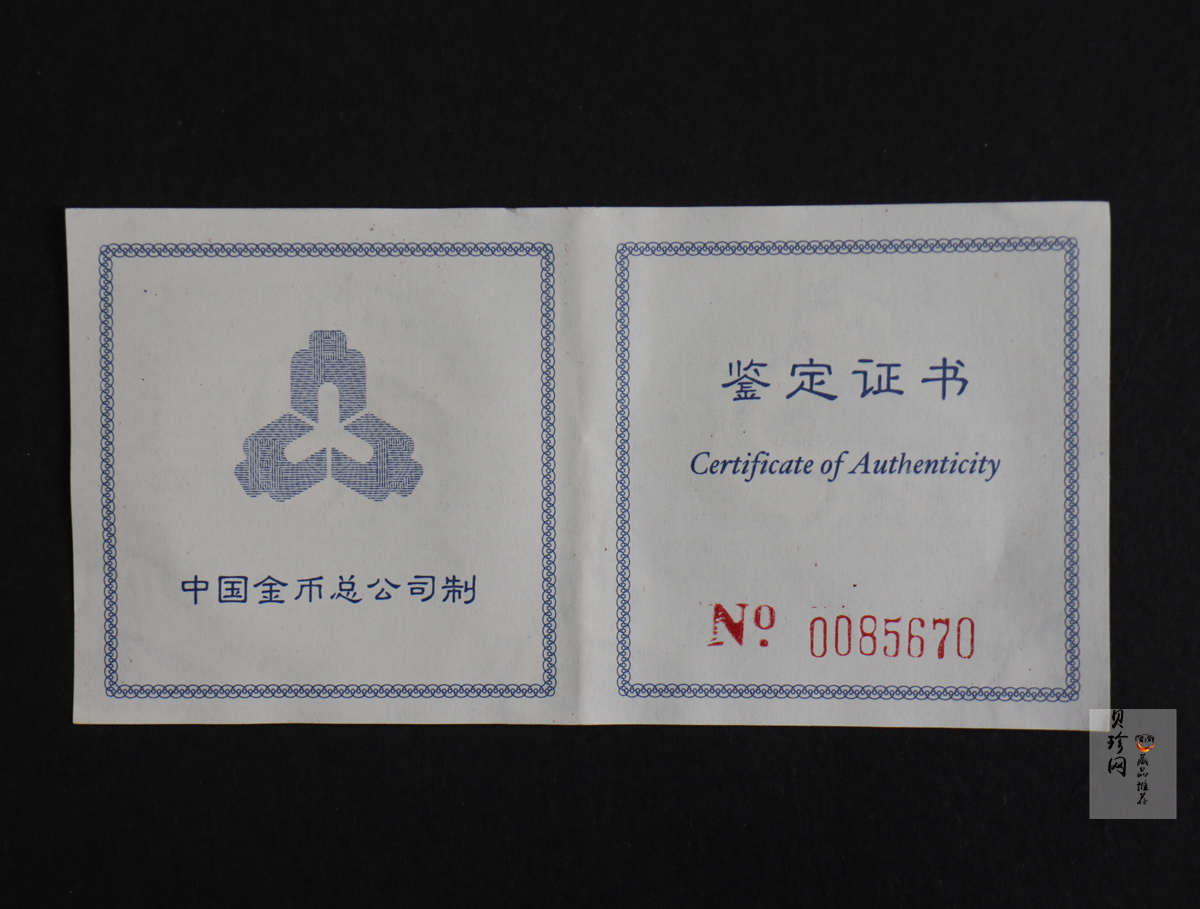 中国金币总公司制
鉴定证书
Certificate of Authenticity
Nº 0085670
贝珍网
藏品推荐